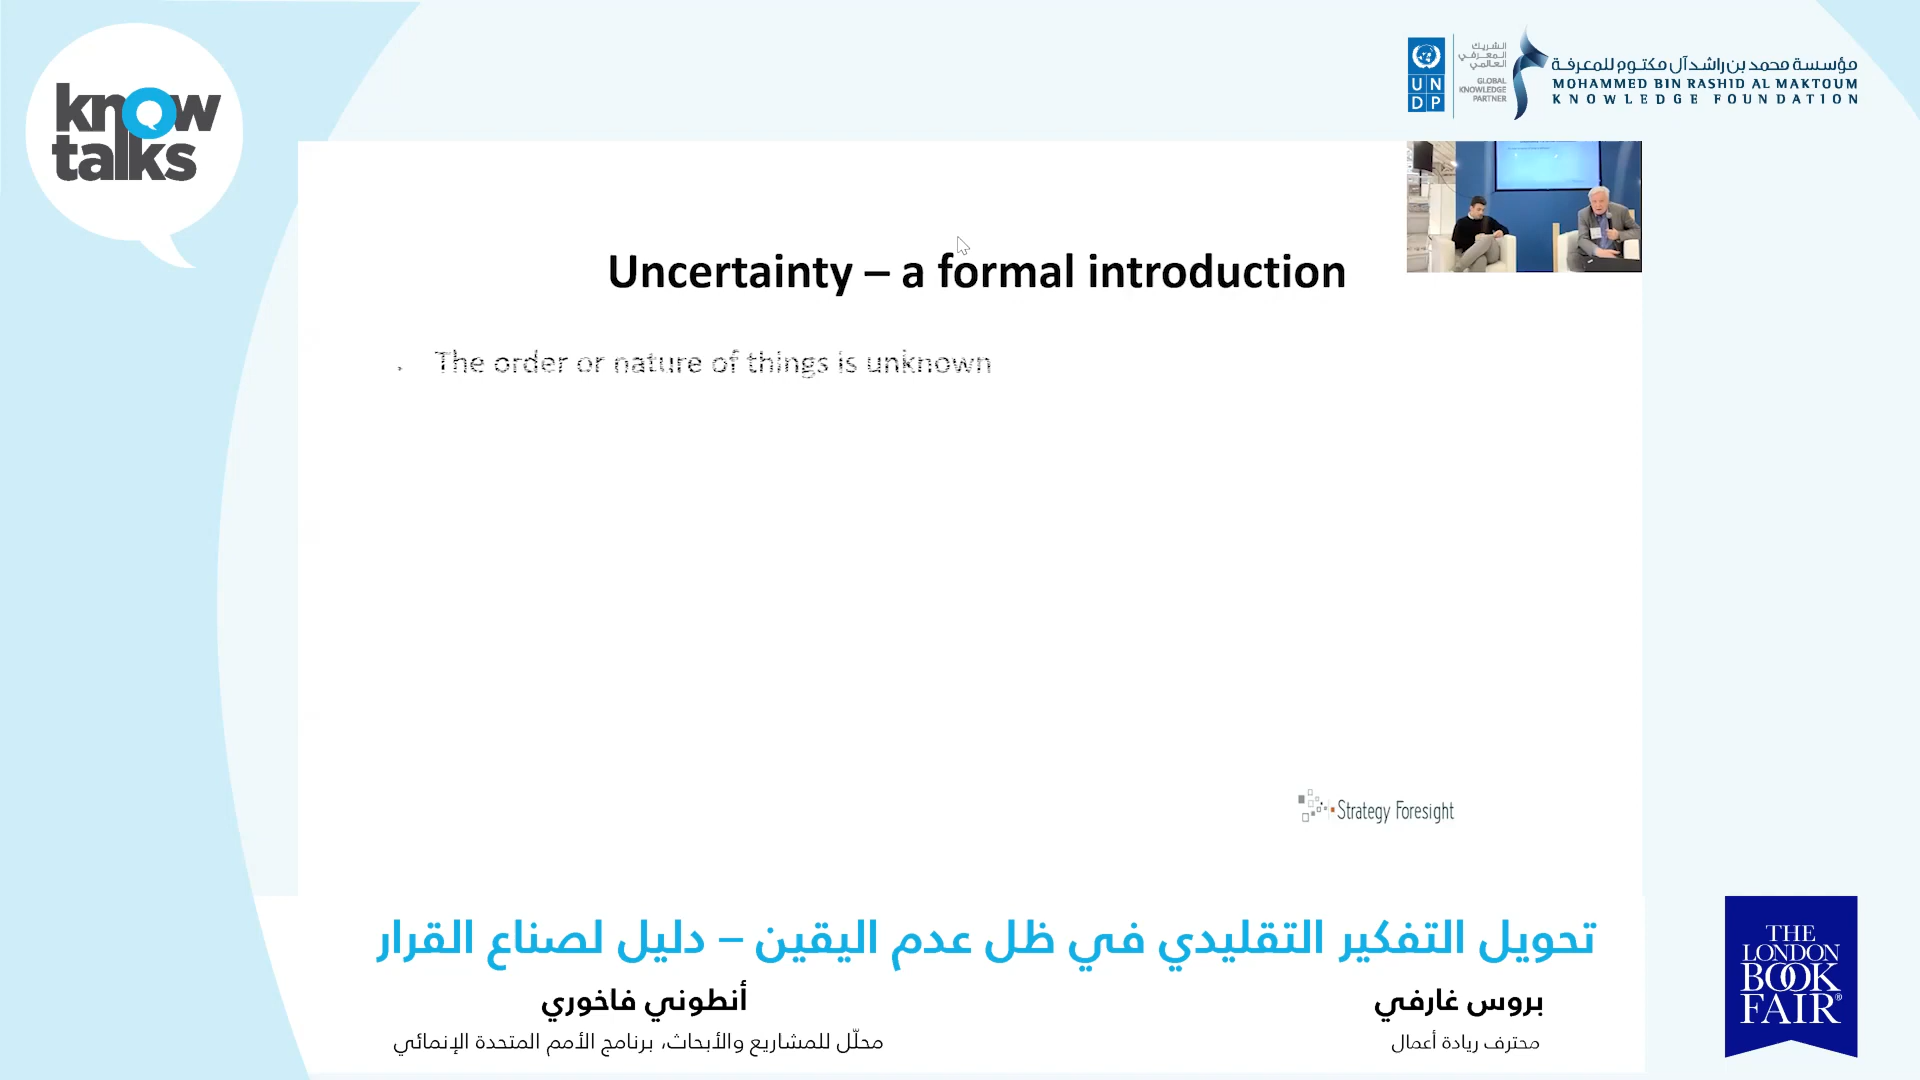 know
talks
UN
DP
الشريك
المعرفي
العالمي
GLOBAL
KNOWLEDGE
PARTNER
مؤسسة محمد بن راشد آل مكتوم للمعرفة
MOHAMMED BIN RASHID AL MAKTOUM
KNOWLEDGE FOUNDATION
Uncertainty – a formal introduction
• The order or nature of things is unknown
Strategy Foresight
تحويل التفكير التقليدي في ظل عدم اليقين – دليل لصناع القرار
بروس غارفي
محترف ريادة أعمال
أنطوني فاخوري
محلّل للمشاريع والأبحاث، برنامج الأمم المتحدة الإنمائي
THE
LONDON
BOOK
FAIR®